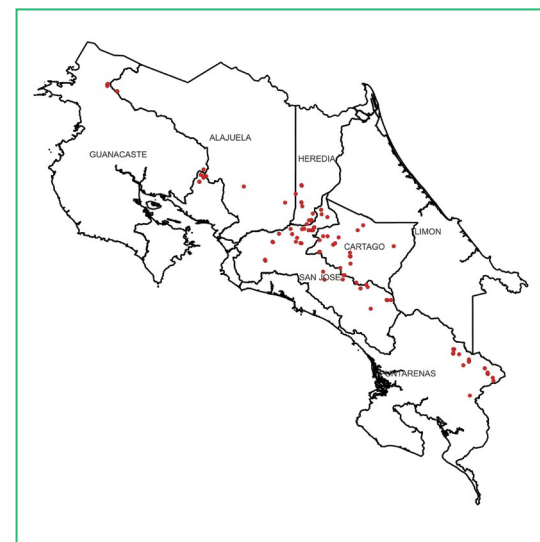 ALAJUELA
GUANACASTE
HEREDIA
LIMON
CARTAGO
SAN JOSE
PUNTARENAS